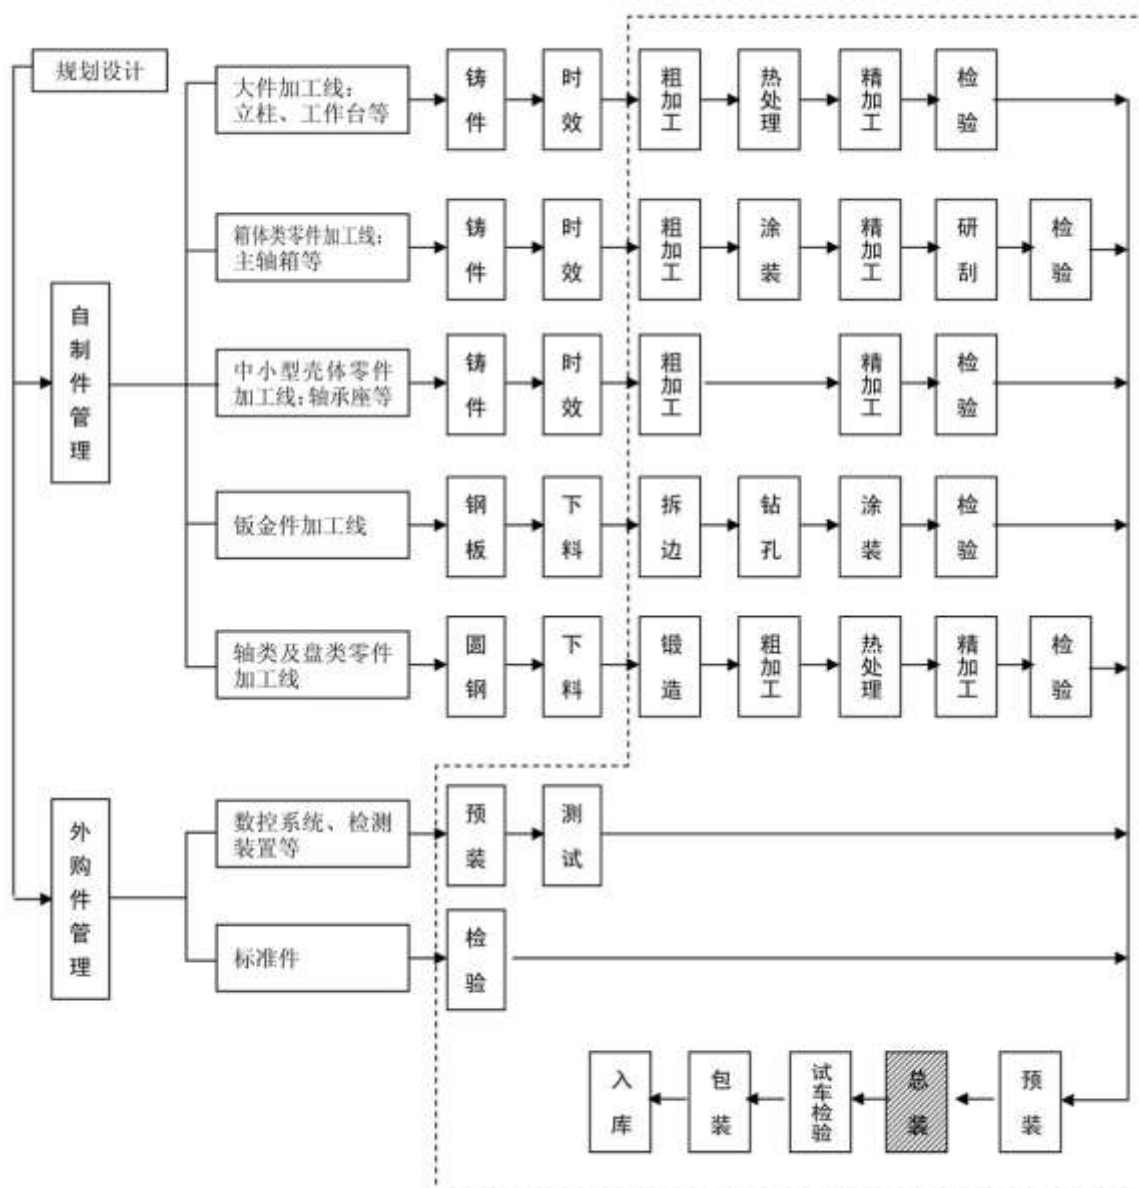 规划设计
自制件管理
大件加工线：
立柱、工作台等
铸件
时效
粗加工
热处理
精加工
检验
箱体类零件加工线；
主轴箱等
铸件
时效
粗加工
涂装
精加工
研刮
检验
中小型壳体零件
加工线；轴承座等
铸件
时效
粗加工
精加工
检验
钣金件加工线
钢板
下料
拆边
钻孔
涂装
检验
轴类及盘类零件
加工线
圆钢
下料
锻造
粗加工
热处理
精加工
检验
外购件管理
数控系统、检测
装置等
预装
测试
标准件
检验
入库
包装
试车检验
总装
预装